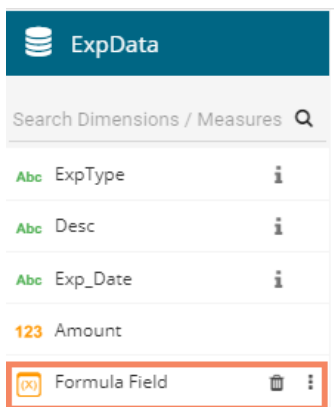 ExpData
Search Dimensions / Measures
Abc ExpType i
Abc Desc i
Abc Exp_Date i
123 Amount
(X) Formula Field